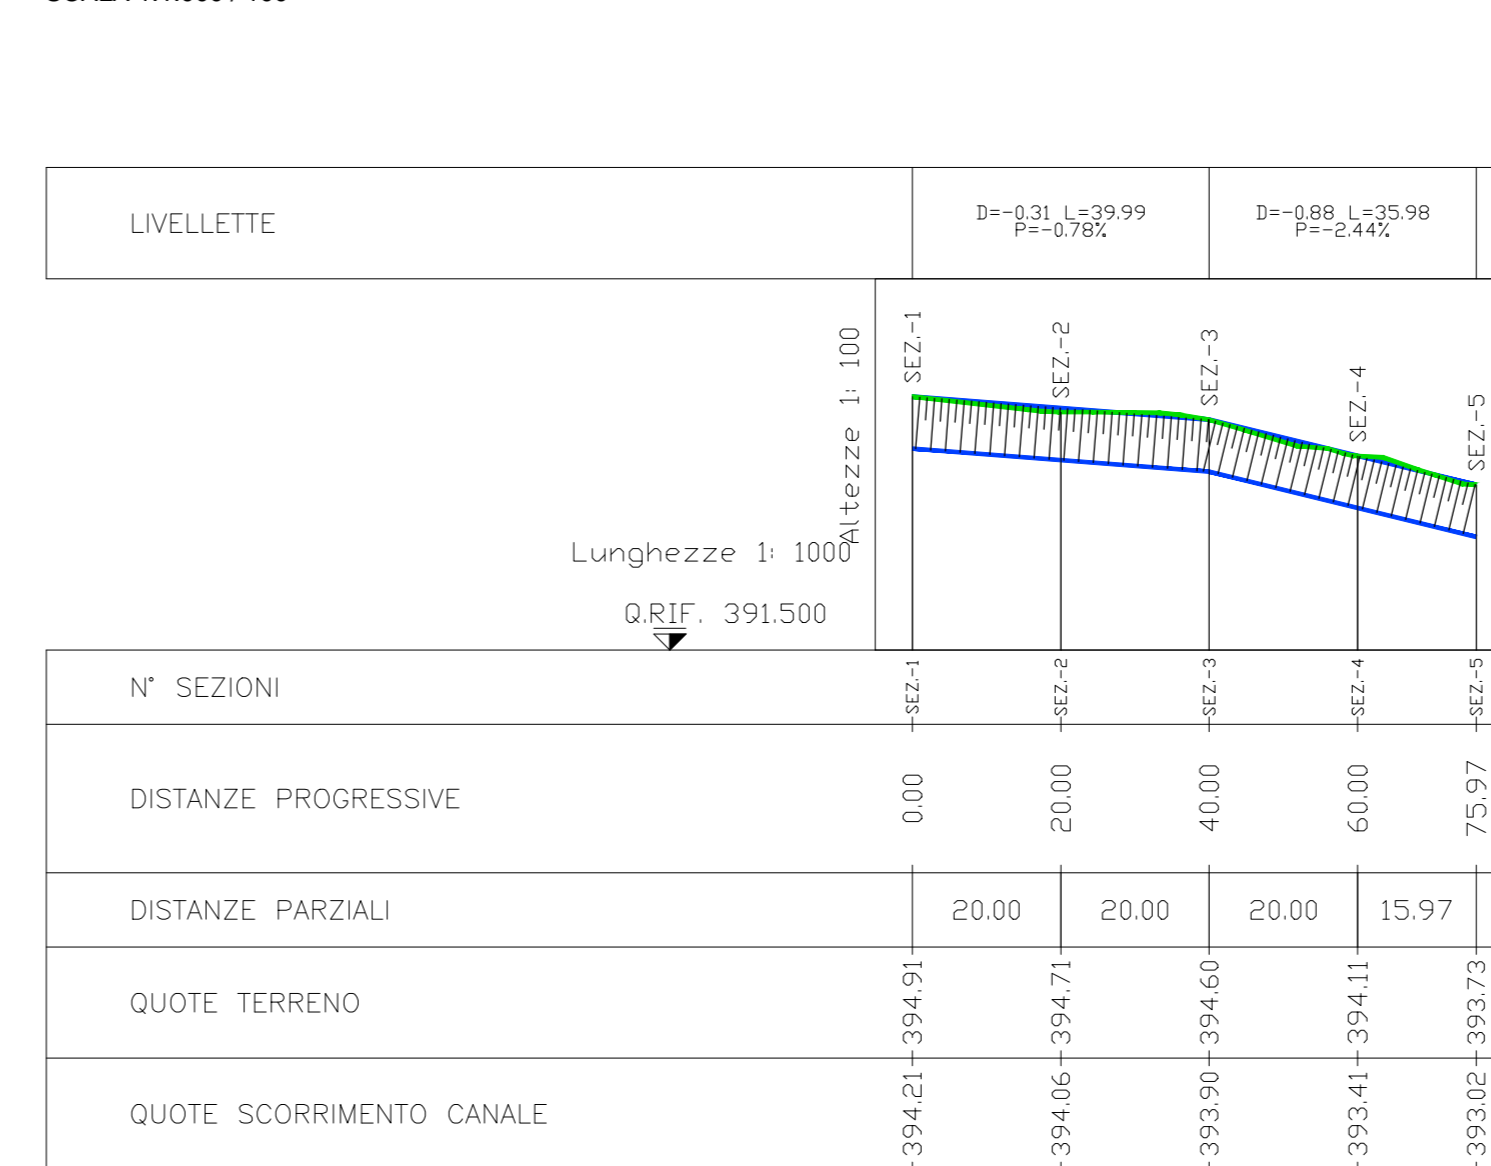 LIVELLETTE
D=-0.31 L=39.99
P=-0.78%
D=-0.88 L=35.98
P=-2.44%
SEZ.-1
SEZ.-2
SEZ.-3
SEZ.-4
SEZ.-5
Altezze 1: 100
Lunghezze 1: 1000
Q.RIF. 391.500
N° SEZIONI
SEZ.-1
SEZ.-2
SEZ.-3
SEZ.-4
SEZ.-5
DISTANZE PROGRESSIVE
0.00
20.00
40.00
60.00
75.97
DISTANZE PARZIALI
20.00
20.00
20.00
15.97
QUOTE TERRENO
394.91
394.71
394.60
394.11
393.73
QUOTE SCORRIMENTO CANALE
394.21
394.06
393.90
393.41
393.02